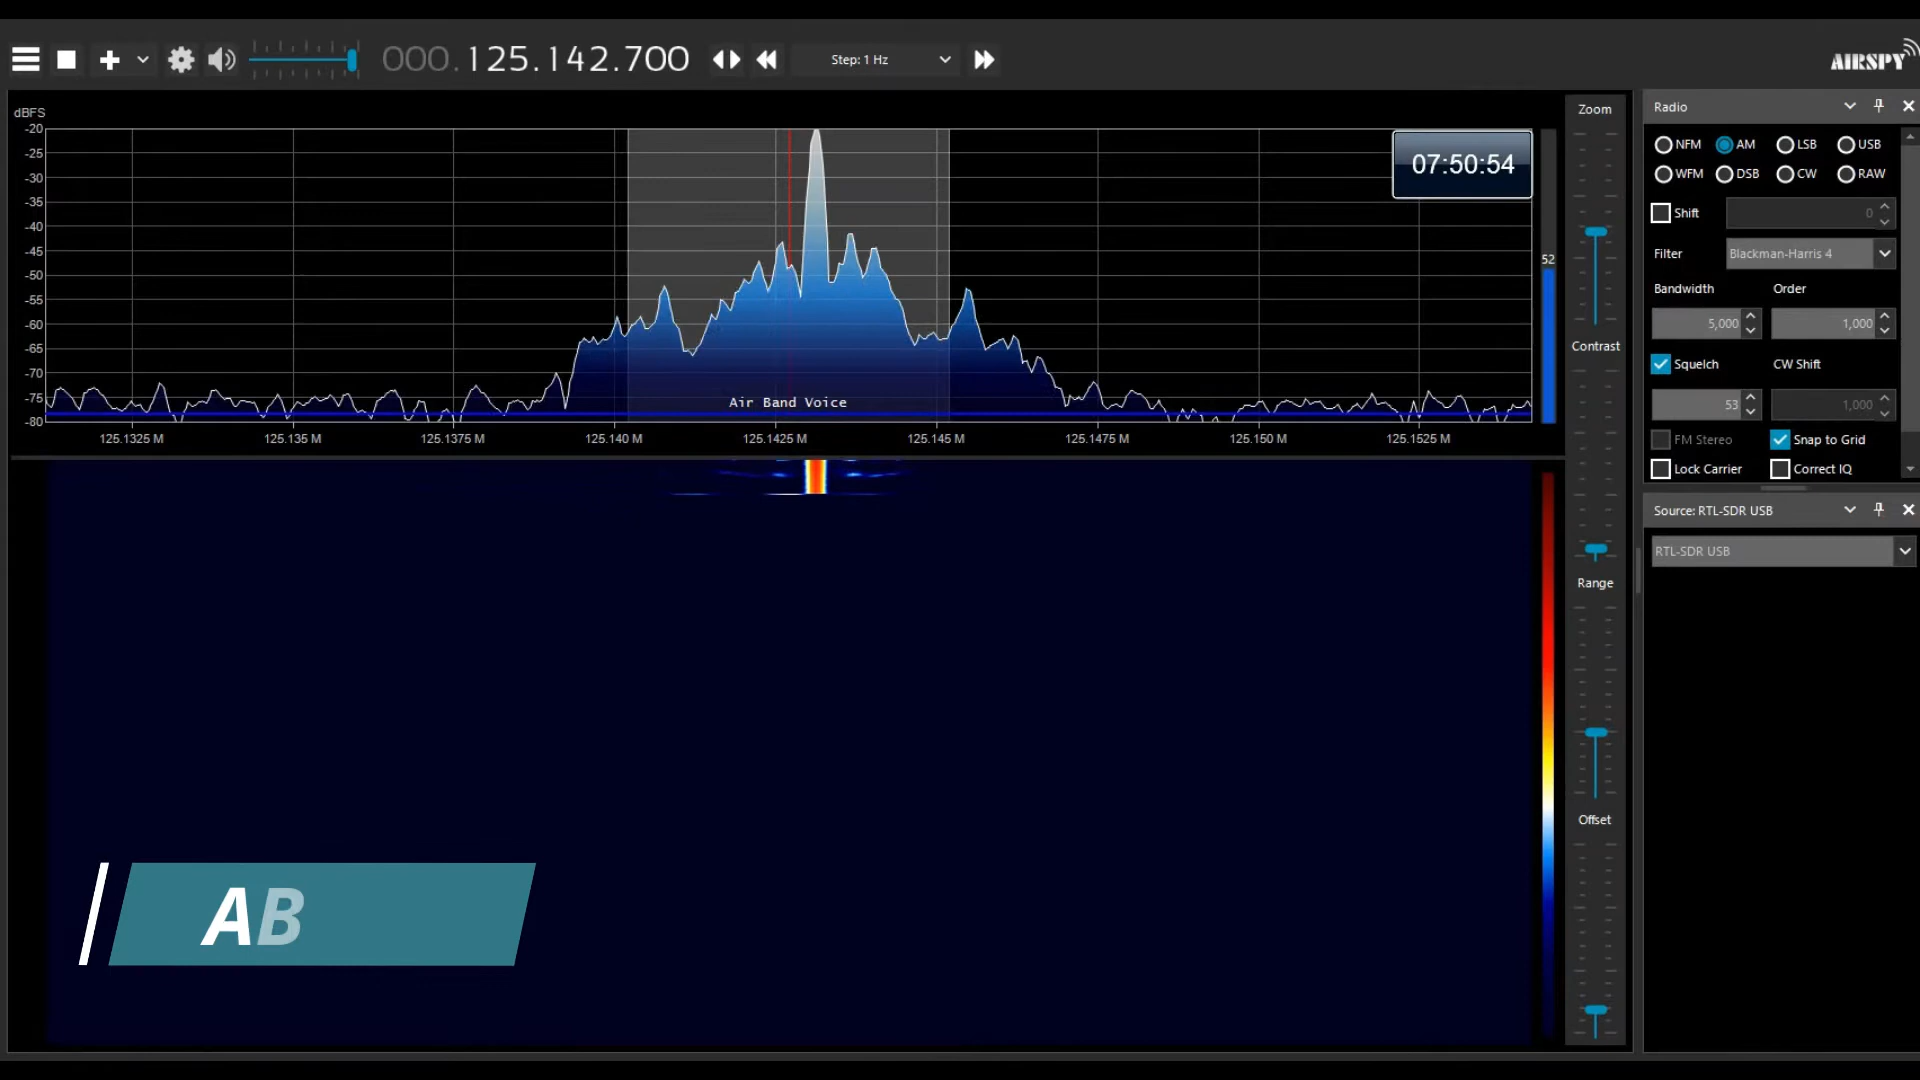 000.125.142.700
Step: 1 Hz
AIRSPY
dBFS
-20
-25
-30
-35
-40
-45
-50
-55
-60
-65
-70
-75
-80
07:50:54
52
Air Band Voice
125.1325 M 125.135 M 125.1375 M 125.140 M 125.1425 M 125.145 M 125.1475 M 125.150 M 125.1525 M
Zoom
Contrast
Range
Offset
Radio
NFM AM LSB USB
WFM DSB CW RAW
Shift 0
Filter Blackman-Harris 4
Bandwidth Order
5,000 1,000
Squelch CW Shift
53 1,000
FM Stereo Snap to Grid
Lock Carrier Correct IQ
Source: RTL-SDR USB
RTL-SDR USB
AB